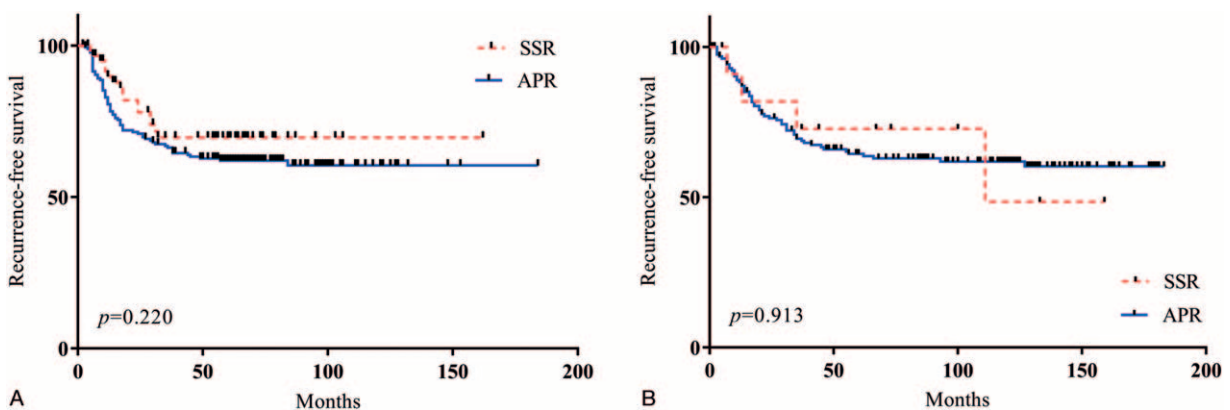 100
50
0
Recurrence-free survival
SSR
APR
p=0.220
0 50 100 150 200
Months
A
100
50
0
Recurrence-free survival
SSR
APR
p=0.913
0 50 100 150 200
Months
B